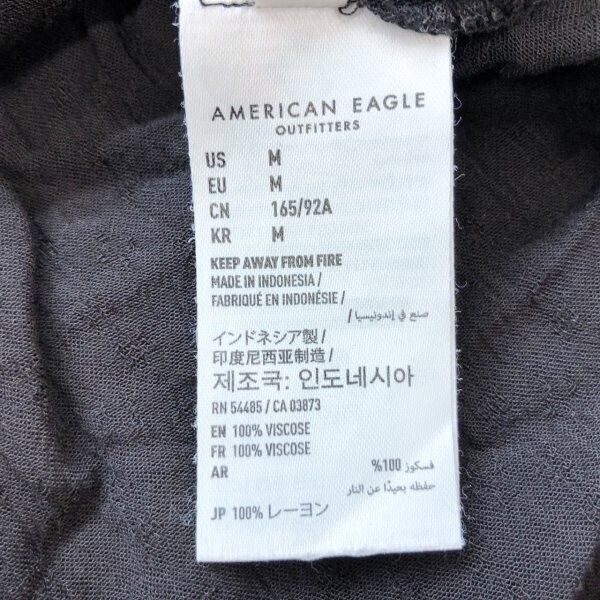 AMERICAN EAGLE
OUTFITTERS
US M
EU M
CN 165/92A
KR M
KEEP AWAY FROM FIRE
MADE IN INDONESIA /
FABRIQUÉ EN INDONÉSIE /
صنع في إندونيسيا /
インドネシア製 /
印度尼西亚制造 /
제조국: 인도네시아
RN 54485 / CA 03873
EN 100% VISCOSE
FR 100% VISCOSE
AR فسكوز 100%
حفظه بعيدًا عن النار
JP 100% レーヨン